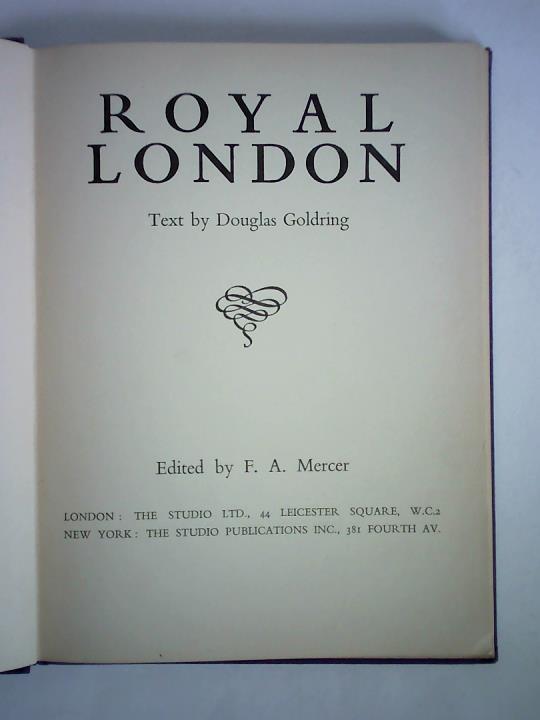 ROYAL
LONDON
Text by Douglas Goldring
Edited by F. A. Mercer
LONDON: THE STUDIO LTD., 44 LEICESTER SQUARE, W.C.2
NEW YORK: THE STUDIO PUBLICATIONS INC., 381 FOURTH AV.